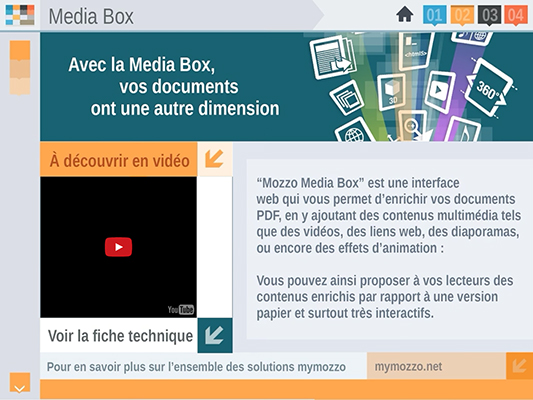 Media Box
01 02 03 04
Avec la Media Box,
vos documents
ont une autre dimension
<html5>
3D
360°
À découvrir en vidéo
YouTube
Voir la fiche technique
“Mozzo Media Box” est une interface
web qui vous permet d’enrichir vos documents
PDF, en y ajoutant des contenus multimédia tels
que des vidéos, des liens web, des diaporamas,
ou encore des effets d’animation :
Vous pouvez ainsi proposer à vos lecteurs des
contenus enrichis par rapport à une version
papier et surtout très interactifs.
Pour en savoir plus sur l’ensemble des solutions mymozzo
mymozzo.net